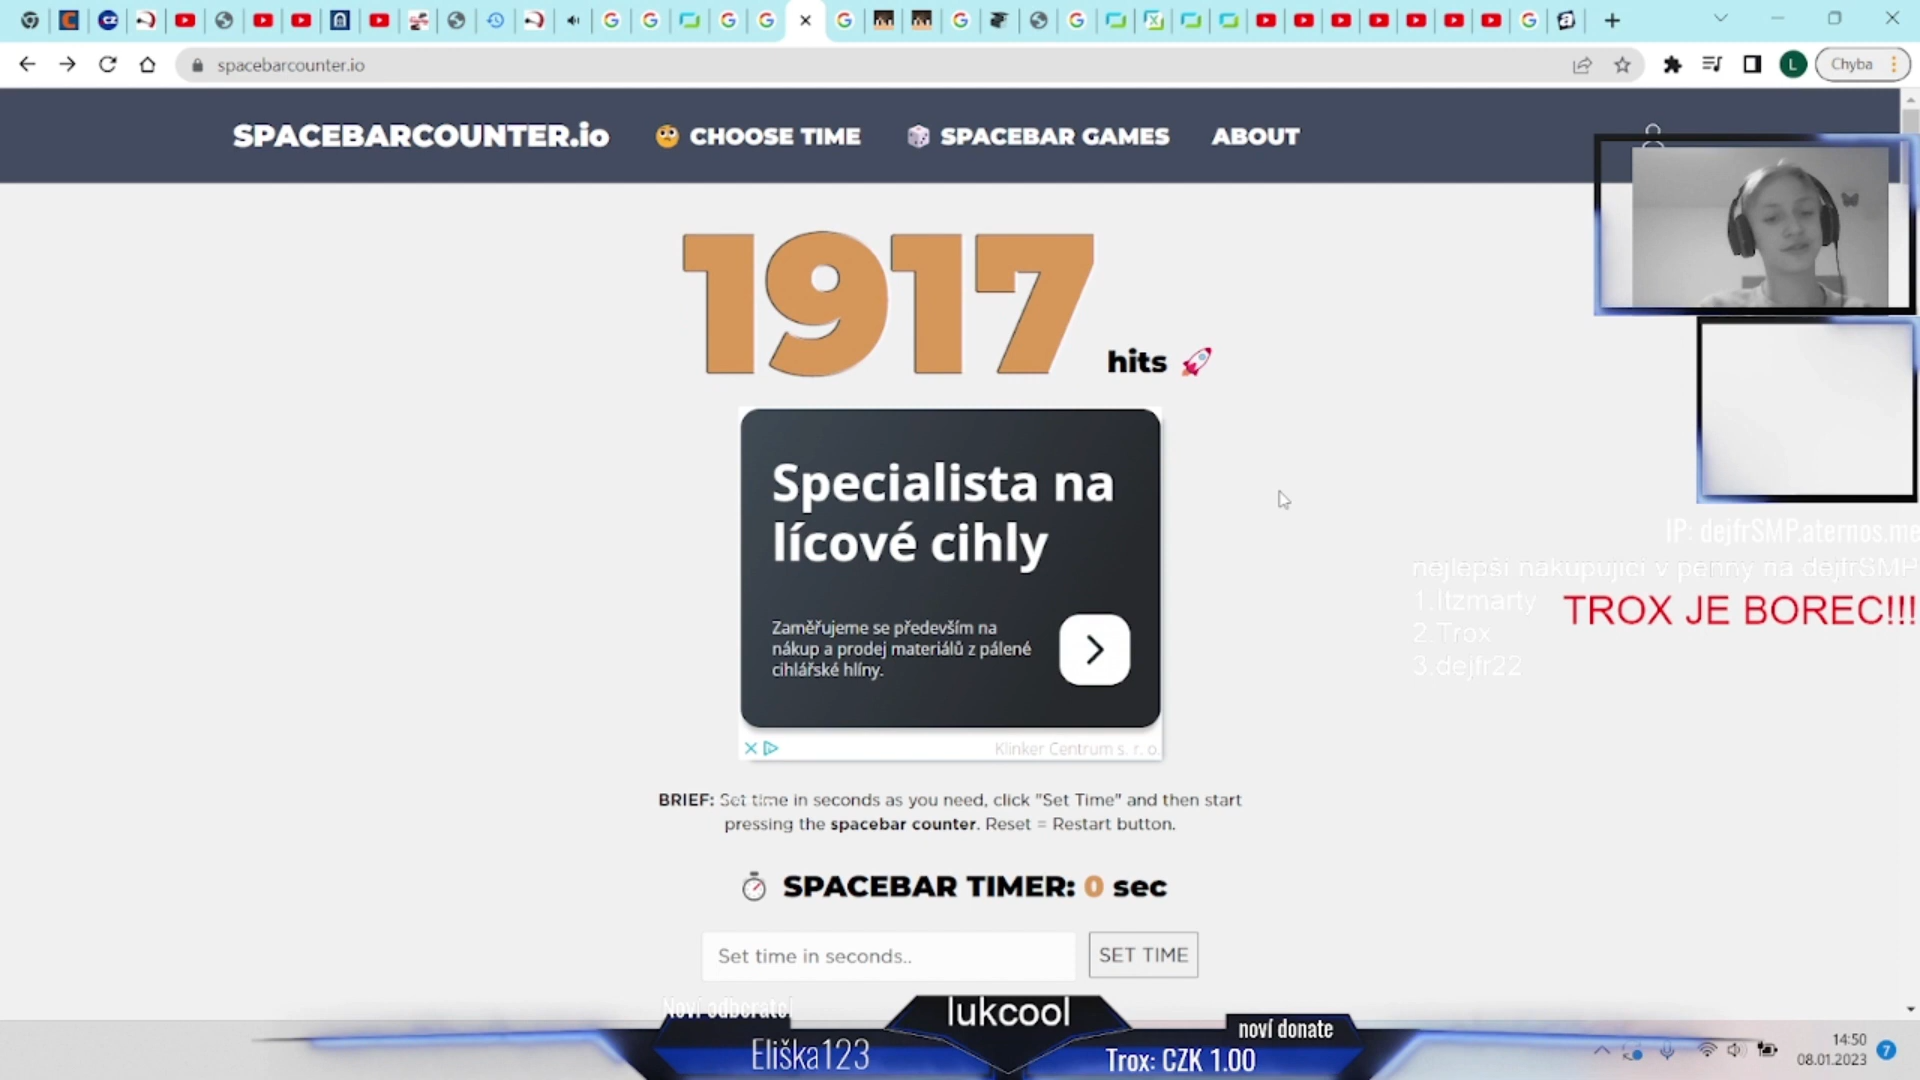 spacebarcounter.io
L
Chyba
SPACEBARCOUNTER.io
CHOOSE TIME
SPACEBAR GAMES
ABOUT
1917
hits
Specialista na
lícové cihly
Zaměřujeme se především na
nákup a prodej materiálů z pálené
cihlářské hlíny.
Klinker Centrum s. r. o.
IP: dejfrSMP.aternos.me
nejlepší nakupující v penny na dejfrSMP
1.Itzmarty
TROX JE BOREC!!!
2.Trox
3.dejfr22
BRIEF: Set time in seconds as you need, click "Set Time" and then start
pressing the spacebar counter. Reset = Restart button.
SPACEBAR TIMER: 0 sec
Set time in seconds..
SET TIME
Noví odběratel
lukcool
noví donate
Eliška123
Trox: CZK 1.00
14:50
08.01.2023
7